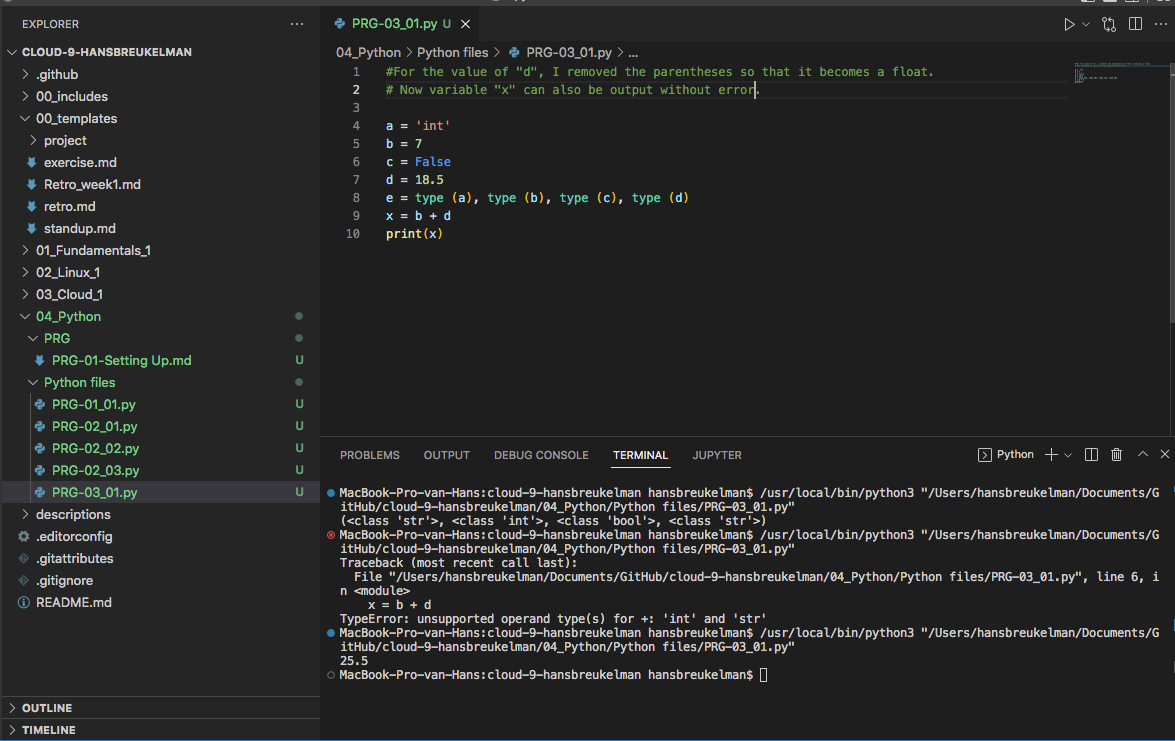 EXPLORER
CLOUD-9-HANSBREUKELMAN
.github
00_includes
00_templates
project
exercise.md
Retro_week1.md
retro.md
standup.md
01_Fundamentals_1
02_Linux_1
03_Cloud_1
04_Python
PRG
PRG-01-Setting Up.md U
Python files
PRG-01_01.py U
PRG-02_01.py U
PRG-02_02.py U
PRG-02_03.py U
PRG-03_01.py U
descriptions
.editorconfig
.gitattributes
.gitignore
README.md
OUTLINE
TIMELINE
PRG-03_01.py U
04_Python > Python files > PRG-03_01.py > ...
1 #For the value of "d", I removed the parentheses so that it becomes a float.
2 # Now variable "x" can also be output without error.
3
4 a = 'int'
5 b = 7
6 c = False
7 d = 18.5
8 e = type (a), type (b), type (c), type (d)
9 x = b + d
10 print(x)
PROBLEMS OUTPUT DEBUG CONSOLE TERMINAL JUPYTER Python
MacBook-Pro-van-Hans:cloud-9-hansbreukelman hansbreukelman$ /usr/local/bin/python3 "/Users/hansbreukelman/Documents/G
itHub/cloud-9-hansbreukelman/04_Python/Python files/PRG-03_01.py"
(<class 'str'>, <class 'int'>, <class 'bool'>, <class 'str'>)
MacBook-Pro-van-Hans:cloud-9-hansbreukelman hansbreukelman$ /usr/local/bin/python3 "/Users/hansbreukelman/Documents/G
itHub/cloud-9-hansbreukelman/04_Python/Python files/PRG-03_01.py"
Traceback (most recent call last):
File "/Users/hansbreukelman/Documents/GitHub/cloud-9-hansbreukelman/04_Python/Python files/PRG-03_01.py", line 6, i
n <module>
x = b + d
TypeError: unsupported operand type(s) for +: 'int' and 'str'
MacBook-Pro-van-Hans:cloud-9-hansbreukelman hansbreukelman$ /usr/local/bin/python3 "/Users/hansbreukelman/Documents/G
itHub/cloud-9-hansbreukelman/04_Python/Python files/PRG-03_01.py"
25.5
MacBook-Pro-van-Hans:cloud-9-hansbreukelman hansbreukelman$